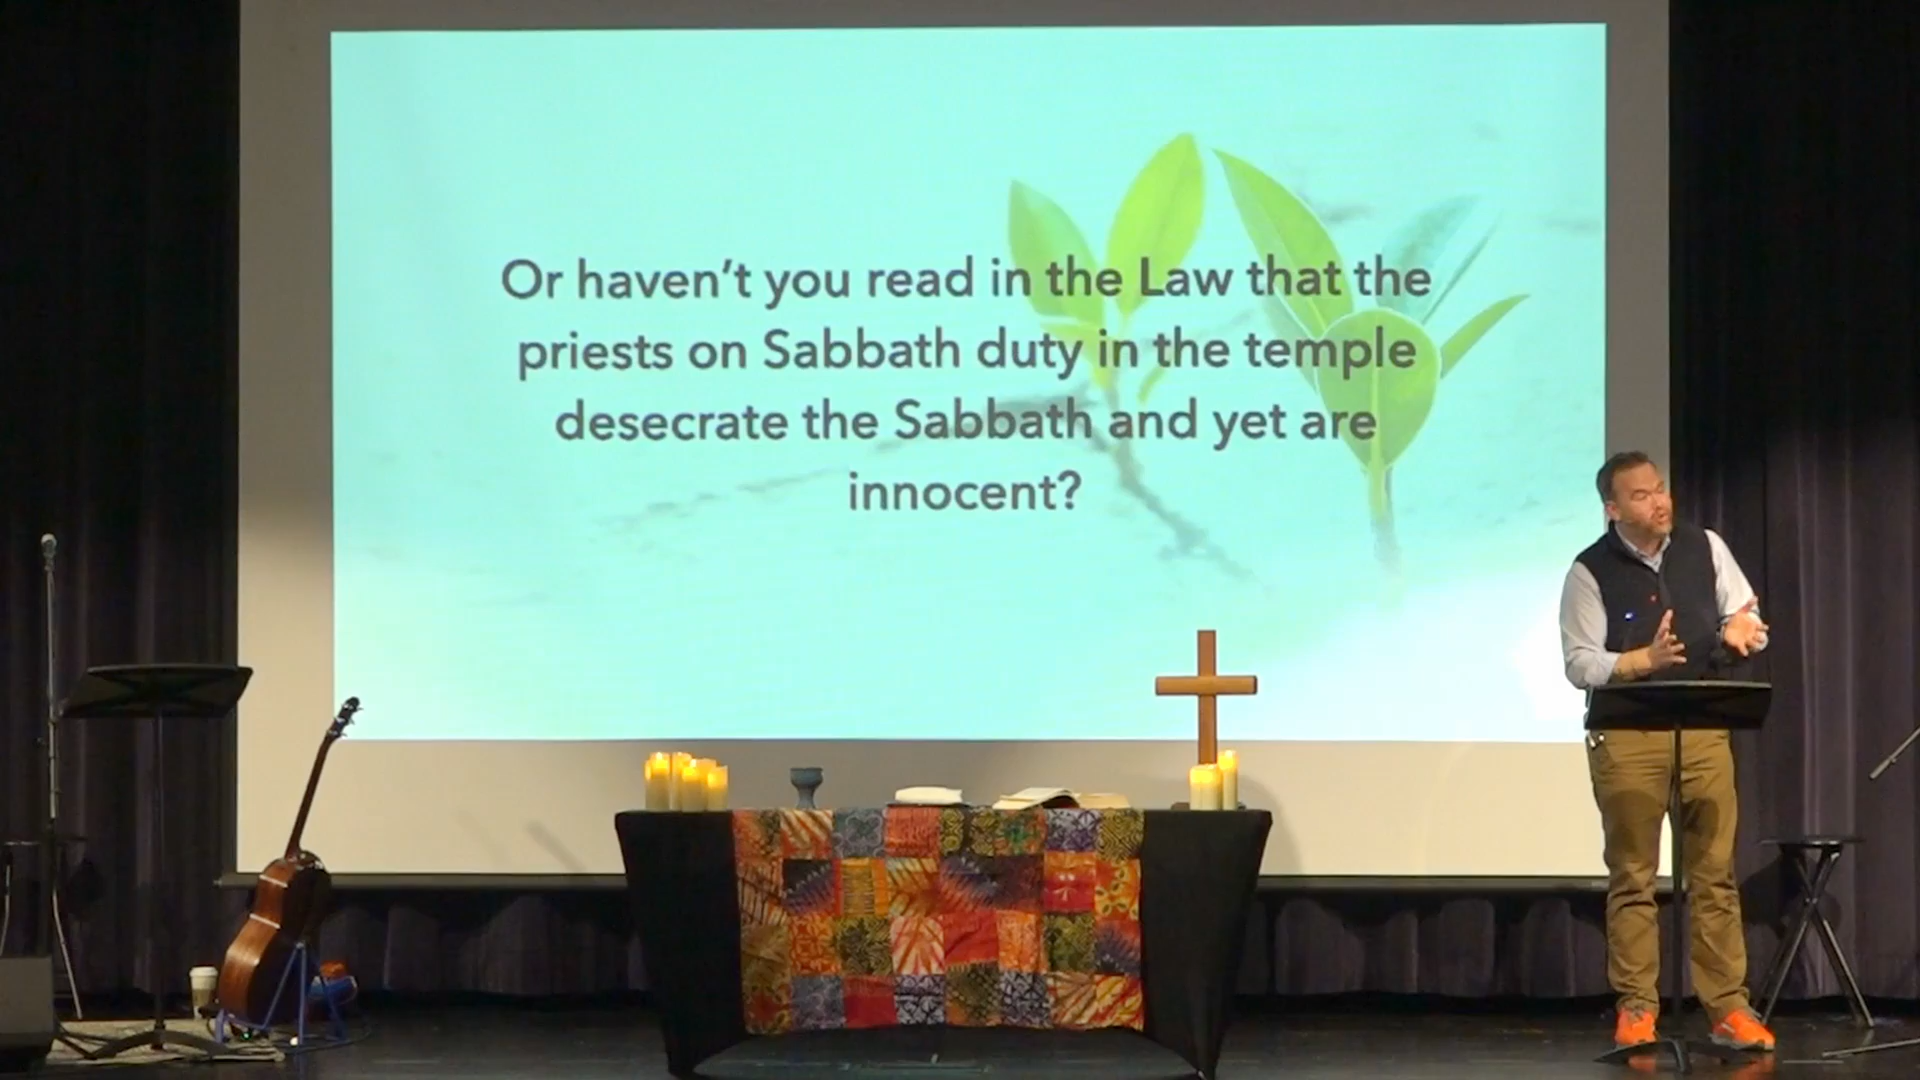 Or haven't you read in the Law that the
priests on Sabbath duty in the temple
desecrate the Sabbath and yet are
innocent?